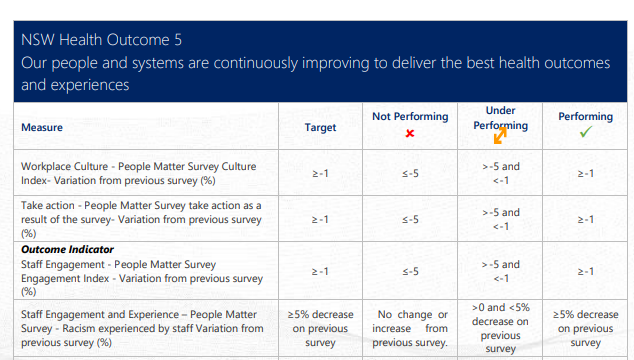 NSW Health Outcome 5
Our people and systems are continuously improving to deliver the best health outcomes
and experiences
Measure
Target
Not Performing
✘
Under
Performing
Performing
✓
Workplace Culture - People Matter Survey Culture
Index- Variation from previous survey (%)
≥-1
≤-5
>-5 and
<-1
≥-1
Take action - People Matter Survey take action as a
result of the survey- Variation from previous survey
(%)
≥-1
≤-5
>-5 and
<-1
≥-1
Outcome Indicator
Staff Engagement - People Matter Survey
Engagement Index - Variation from previous survey
(%)
≥-1
≤-5
>-5 and
<-1
≥-1
Staff Engagement and Experience – People Matter
Survey - Racism experienced by staff Variation from
previous survey (%)
≥5% decrease
on previous
survey
No change or
increase from
previous survey.
>0 and <5%
decrease on
previous
survey
≥5% decrease
on previous
survey